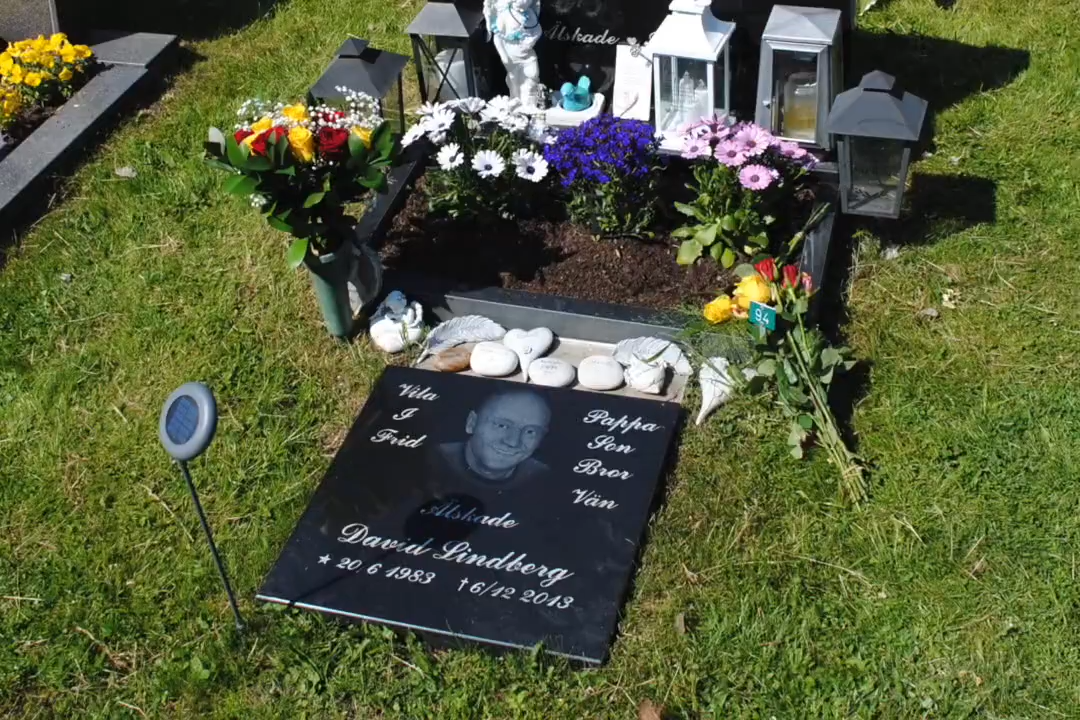 Älskade
94
Vila
I
Frid
Pappa
Son
Bror
Vän
Älskade
David Lindberg
* 20.6 1983 †6/12 2013